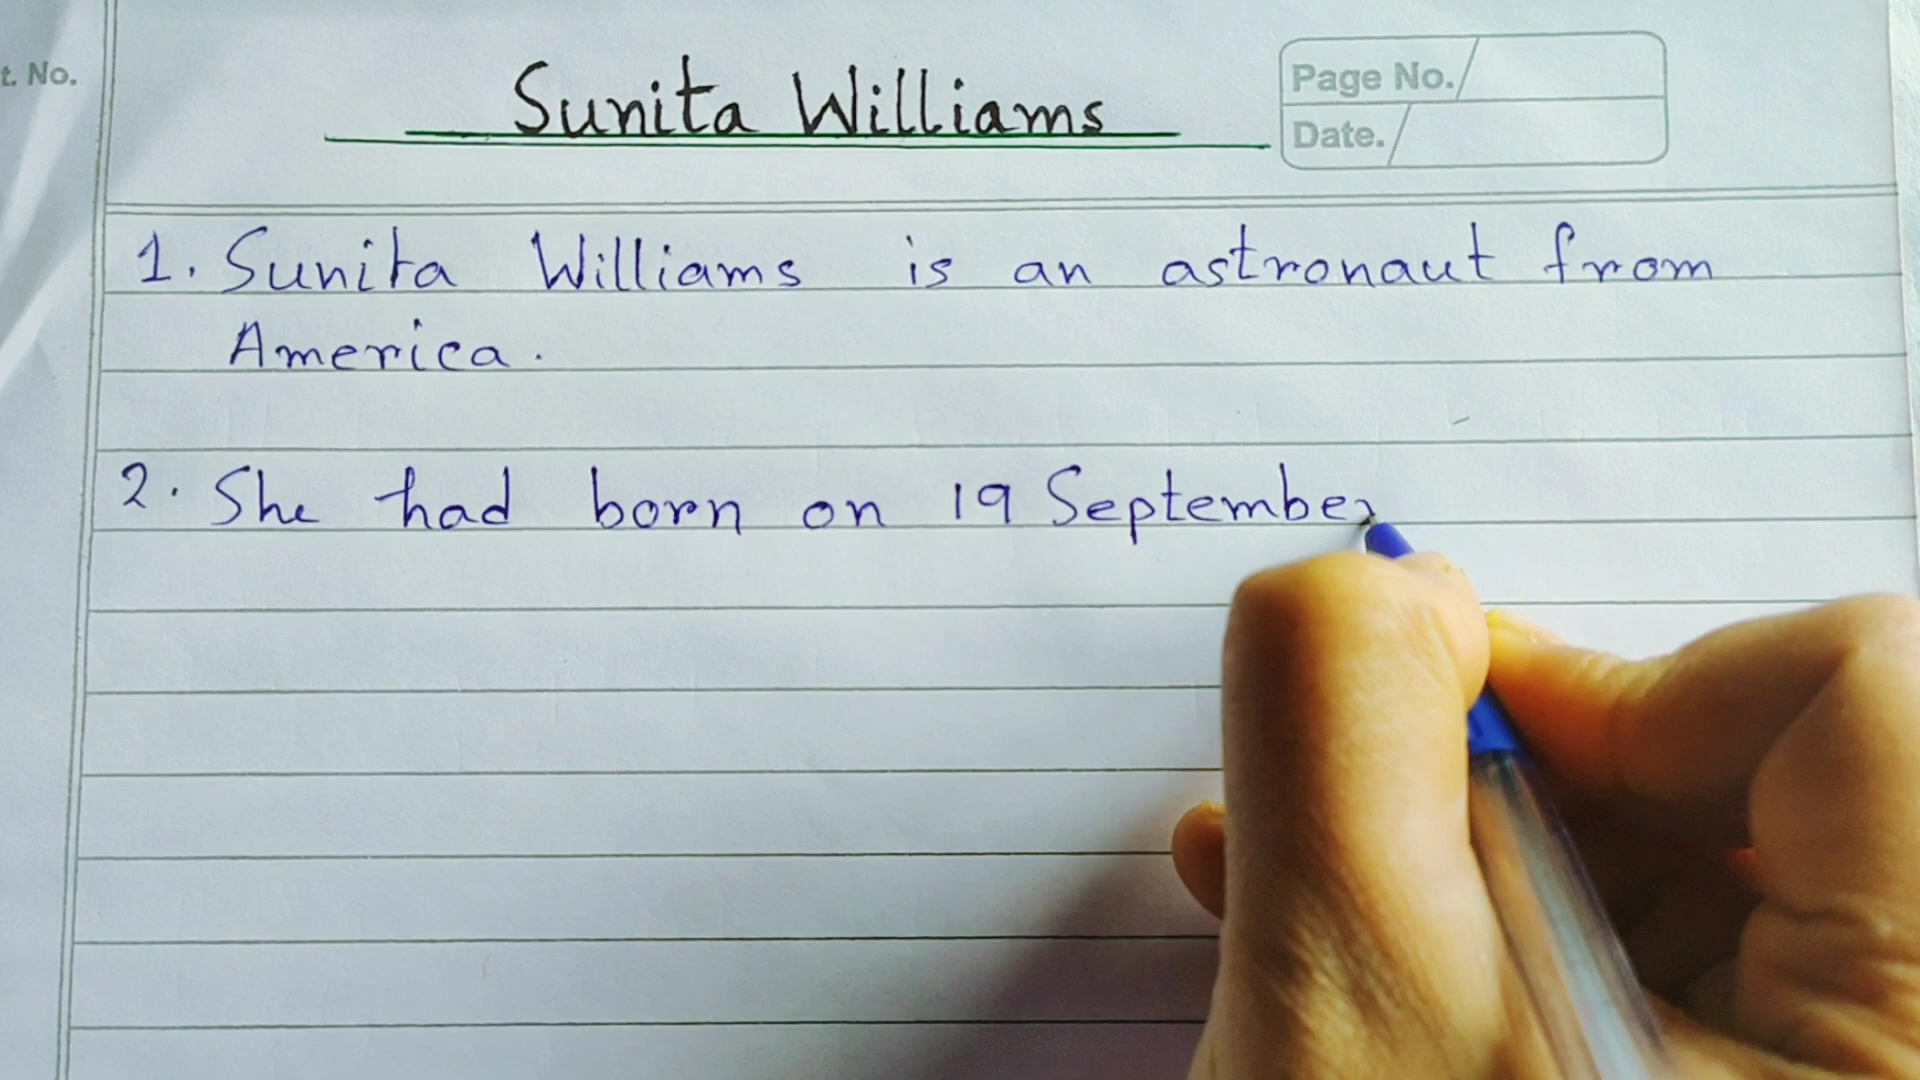 t. No.
Sunita Williams
Page No.
Date.
1. Sunita Williams is an astronaut from
America.
2. She had born on 19 September